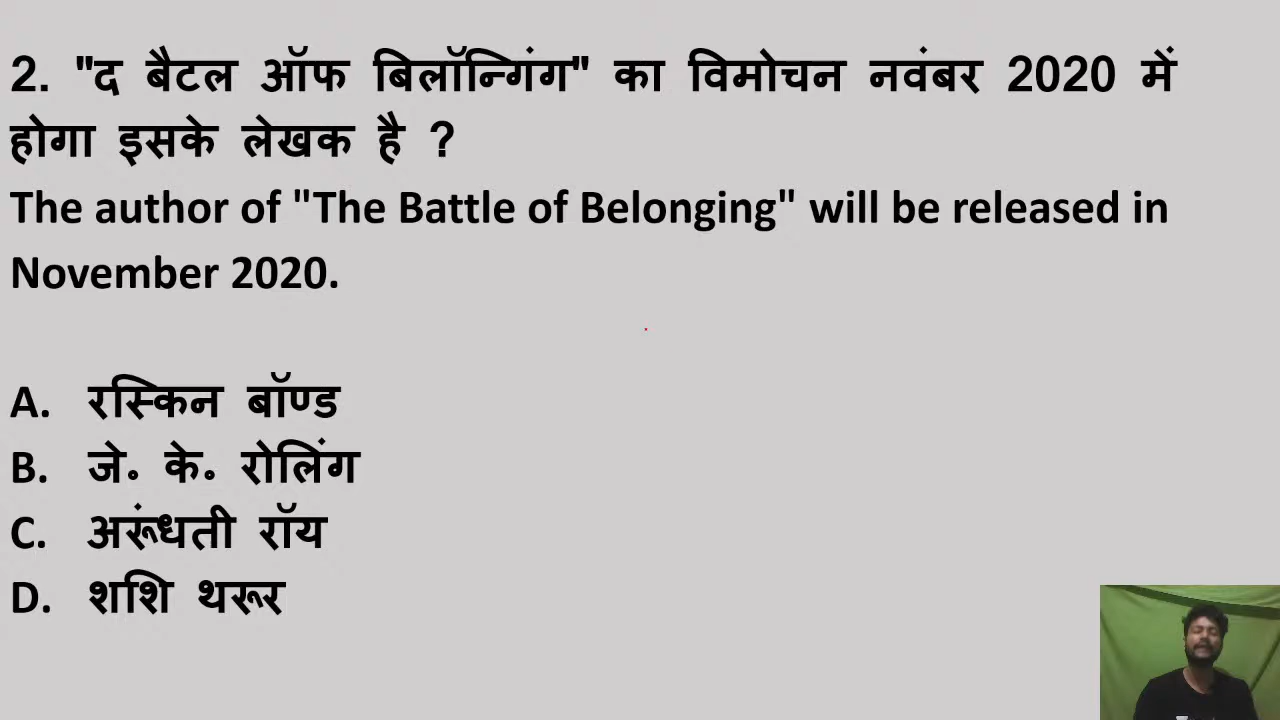 2. "द बैटल ऑफ बिलॉन्गिंग" का विमोचन नवंबर 2020 में
होगा इसके लेखक है ?
The author of "The Battle of Belonging" will be released in
November 2020.
A. रस्किन बॉण्ड
B. जे॰ के॰ रोलिंग
C. अरूंधती रॉय
D. शशि थरूर